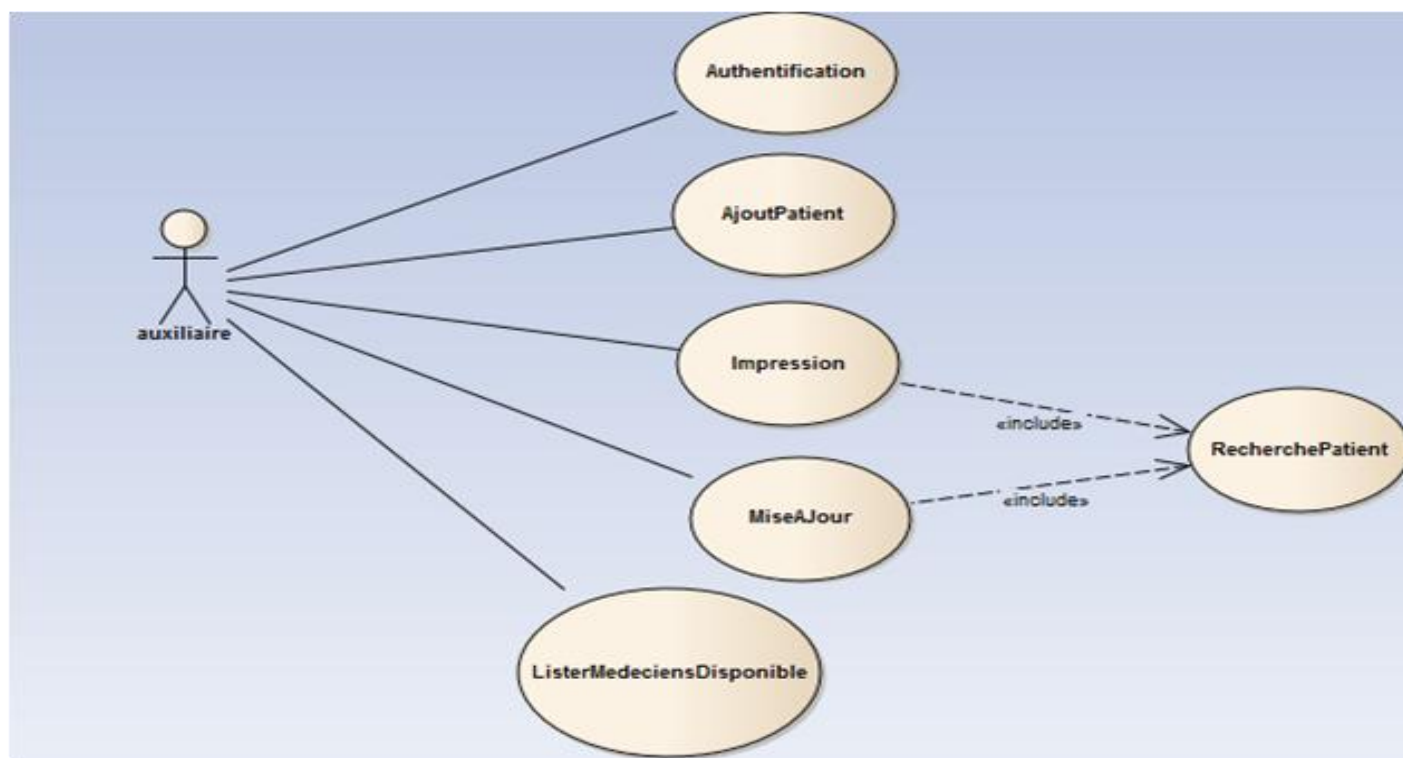 Authentification
AjoutPatient
auxiliaire
Impression
«include»
RecherchePatient
«include»
MiseAJour
ListerMedeciensDisponible